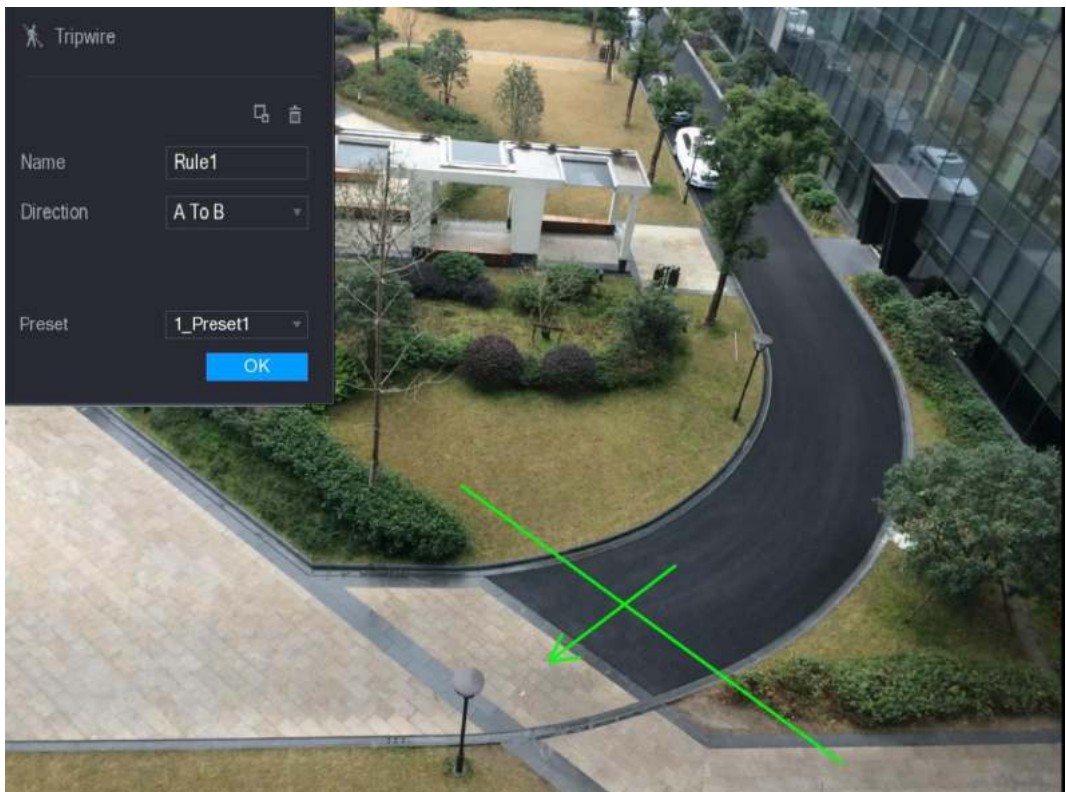 Tripwire
Name Rule1
Direction A To B
Preset 1_Preset1
OK